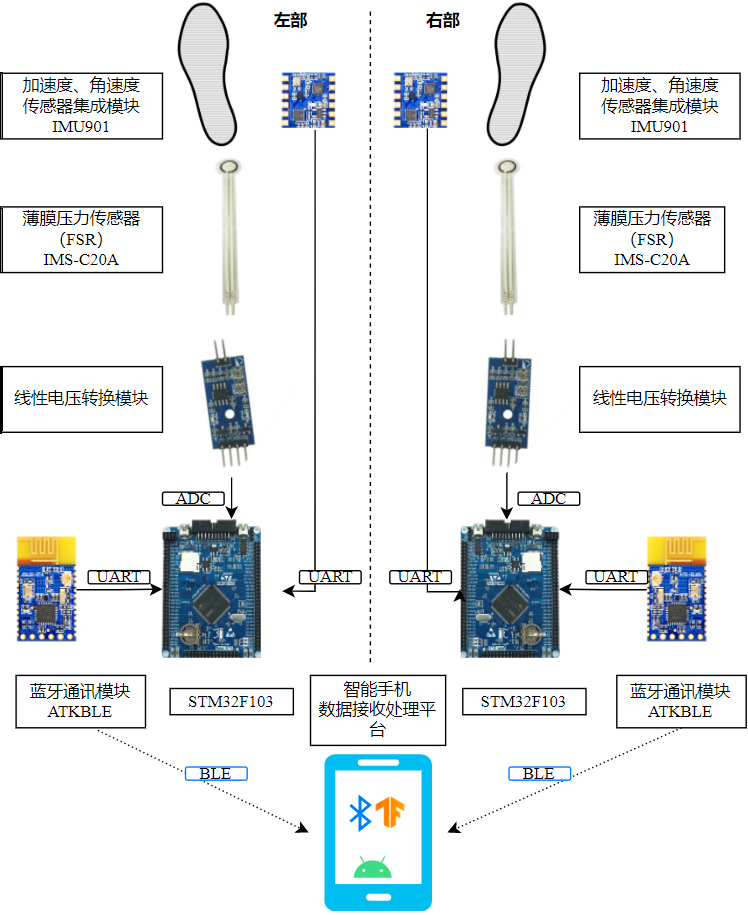 左部
右部
加速度、角速度
传感器集成模块
IMU901
加速度、角速度
传感器集成模块
IMU901
薄膜压力传感器
（FSR）
IMS-C20A
薄膜压力传感器
（FSR）
IMS-C20A
线性电压转换模块
线性电压转换模块
ADC
ADC
UART
UART
UART
UART
蓝牙通讯模块
ATKBLE
STM32F103
智能手机
数据接收处理平
台
STM32F103
蓝牙通讯模块
ATKBLE
BLE
BLE